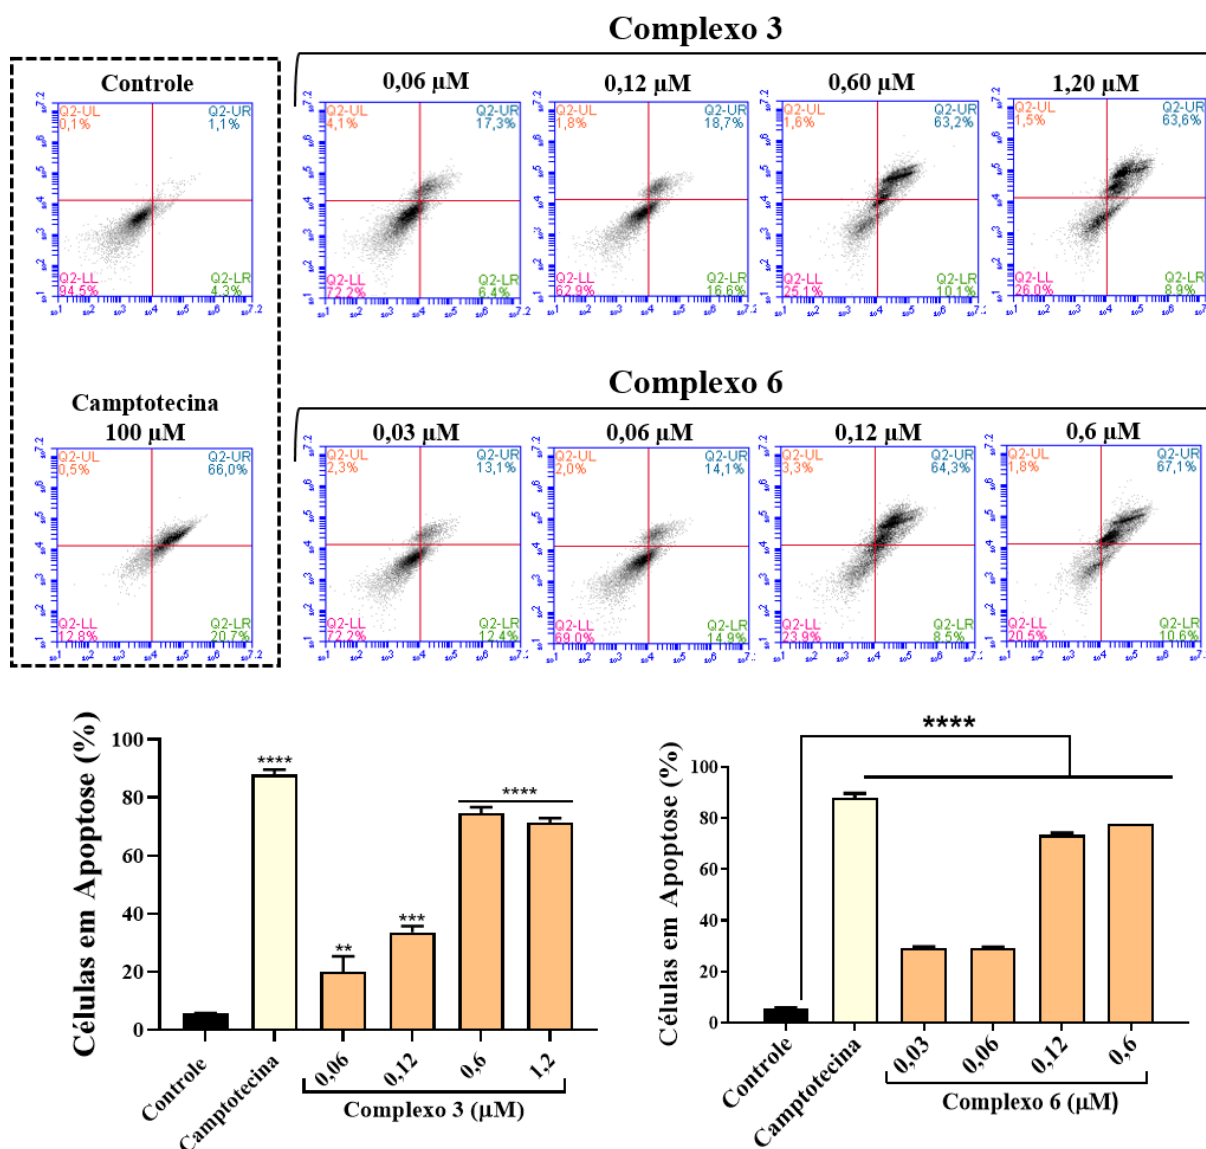 Complexo 3
Controle
0,06 µM
0,12 µM
0,60 µM
1,20 µM
Q2-UL
0,1%
Q2-UR
1,1%
Q2-LL
94,5%
Q2-LR
4,3%
Q2-UL
4,1%
Q2-UR
17,3%
Q2-LL
72,2%
Q2-LR
6,4%
Q2-UL
1,8%
Q2-UR
18,7%
Q2-LL
62,9%
Q2-LR
16,6%
Q2-UL
1,6%
Q2-UR
63,2%
Q2-LL
25,1%
Q2-LR
10,1%
Q2-UL
1,5%
Q2-UR
63,6%
Q2-LL
26,0%
Q2-LR
8,9%
Complexo 6
Camptotecina
100 µM
0,03 µM
0,06 µM
0,12 µM
0,6 µM
Q2-UL
0,5%
Q2-UR
66,0%
Q2-LL
12,8%
Q2-LR
20,7%
Q2-UL
2,3%
Q2-UR
13,1%
Q2-LL
72,2%
Q2-LR
12,4%
Q2-UL
2,0%
Q2-UR
14,1%
Q2-LL
69,0%
Q2-LR
14,9%
Q2-UL
3,3%
Q2-UR
64,3%
Q2-LL
23,9%
Q2-LR
8,5%
Q2-UL
1,8%
Q2-UR
67,1%
Q2-LL
20,5%
Q2-LR
10,6%
Células em Apoptose (%)
100
80
60
40
20
0
****
**
***
****
Controle
Camptotecina
0,06
0,12
0,6
1,2
Complexo 3 (µM)
Células em Apoptose (%)
100
80
60
40
20
0
****
Controle
Camptotecina
0,03
0,06
0,12
0,6
Complexo 6 (µM)